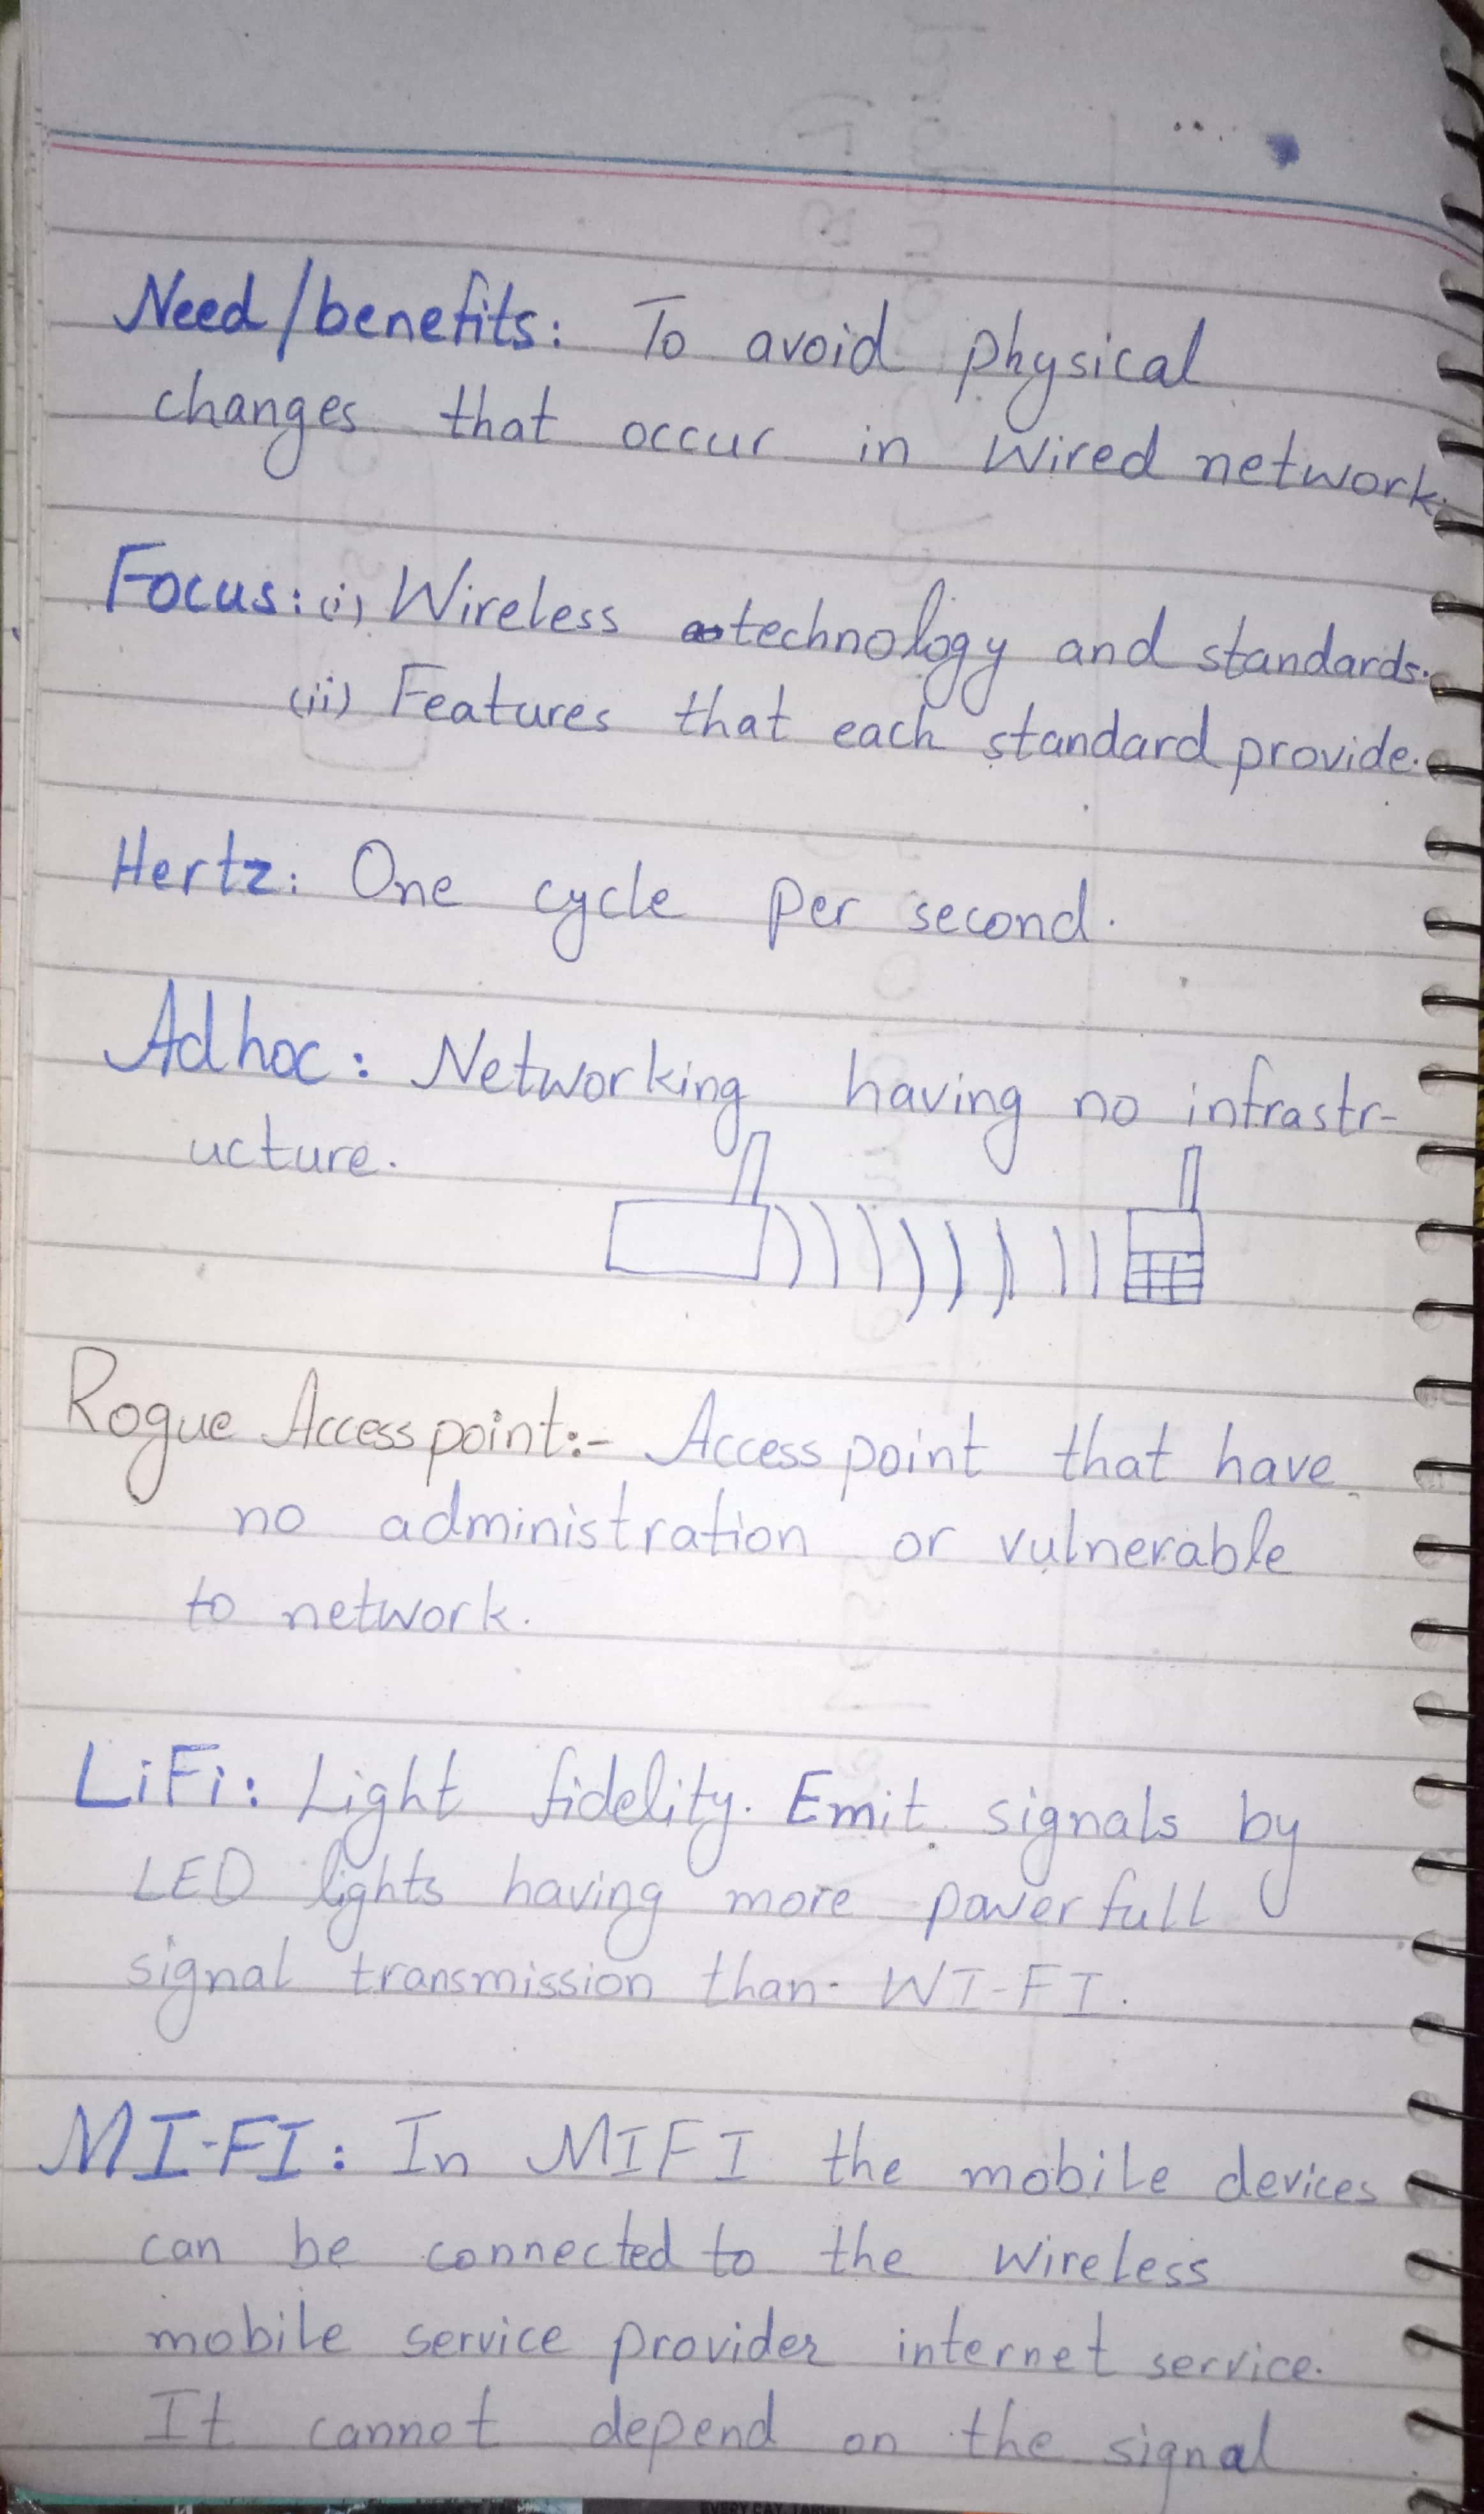 Need/benefits: To avoid physical
changes that occur in wired network.
Focus: (i) Wireless technology and standards.
(ii) Features that each standard provide.
Hertz: One cycle per second.
Adhoc: Networking having no infrastr-
ucture.
Rogue Access point:- Access point that have
no administration or vulnerable
to network.
LiFi: Light fidelity. Emit signals by
LED lights having more powerfull
signal transmission than WI-FI.
MI-FI: In MIFI the mobile devices
can be connected to the wireless
mobile service provider internet service.
It cannot depend on the signal